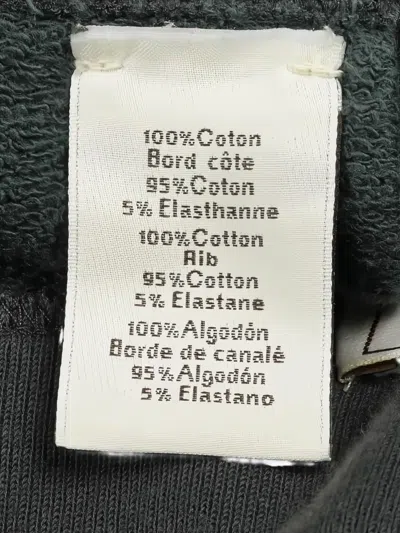 100%Coton
Bord côte
95%Coton
5% Elasthanne
100%Cotton
Rib
95%Cotton
5% Elastane
100%Algodón
Borde de canalé
95%Algodón
5% Elastano